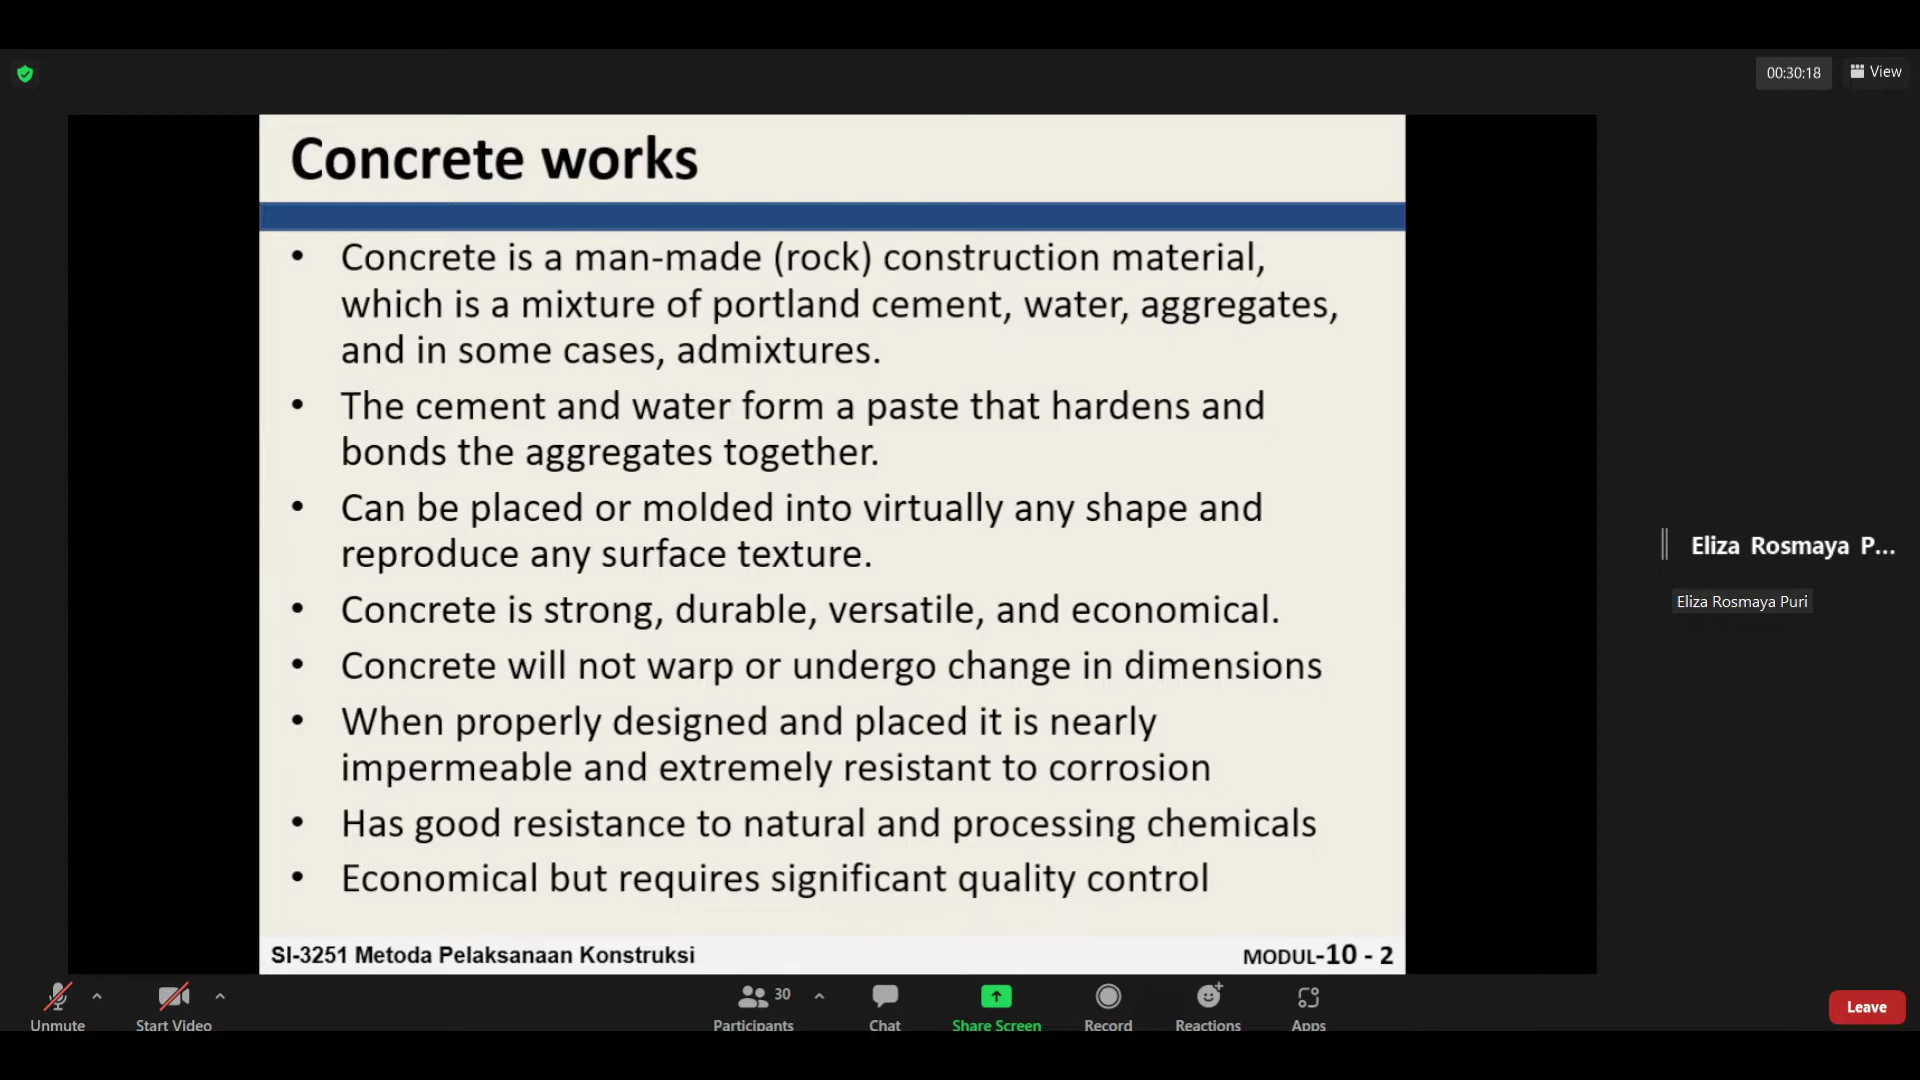 00:30:18
View
Concrete works
• Concrete is a man-made (rock) construction material,
which is a mixture of portland cement, water, aggregates,
and in some cases, admixtures.
• The cement and water form a paste that hardens and
bonds the aggregates together.
• Can be placed or molded into virtually any shape and
reproduce any surface texture.
• Concrete is strong, durable, versatile, and economical.
• Concrete will not warp or undergo change in dimensions
• When properly designed and placed it is nearly
impermeable and extremely resistant to corrosion
• Has good resistance to natural and processing chemicals
• Economical but requires significant quality control
SI-3251 Metoda Pelaksanaan Konstruksi
MODUL-10 - 2
Eliza Rosmaya P...
Eliza Rosmaya Puri
Unmute
Start Video
30
Participants
Chat
Share Screen
Record
Reactions
Apps
Leave